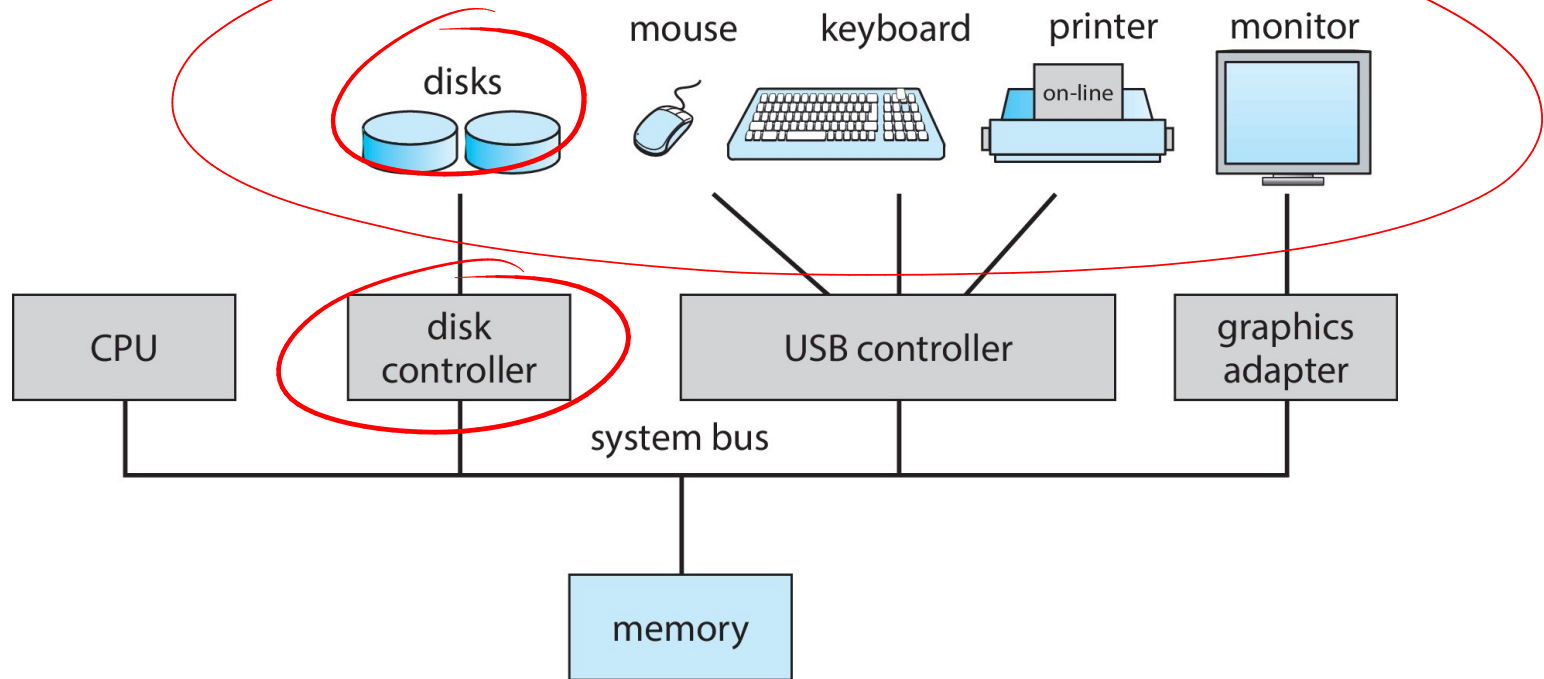 mouse
keyboard
printer
monitor
disks
on-line
CPU
disk
controller
USB controller
graphics
adapter
system bus
memory